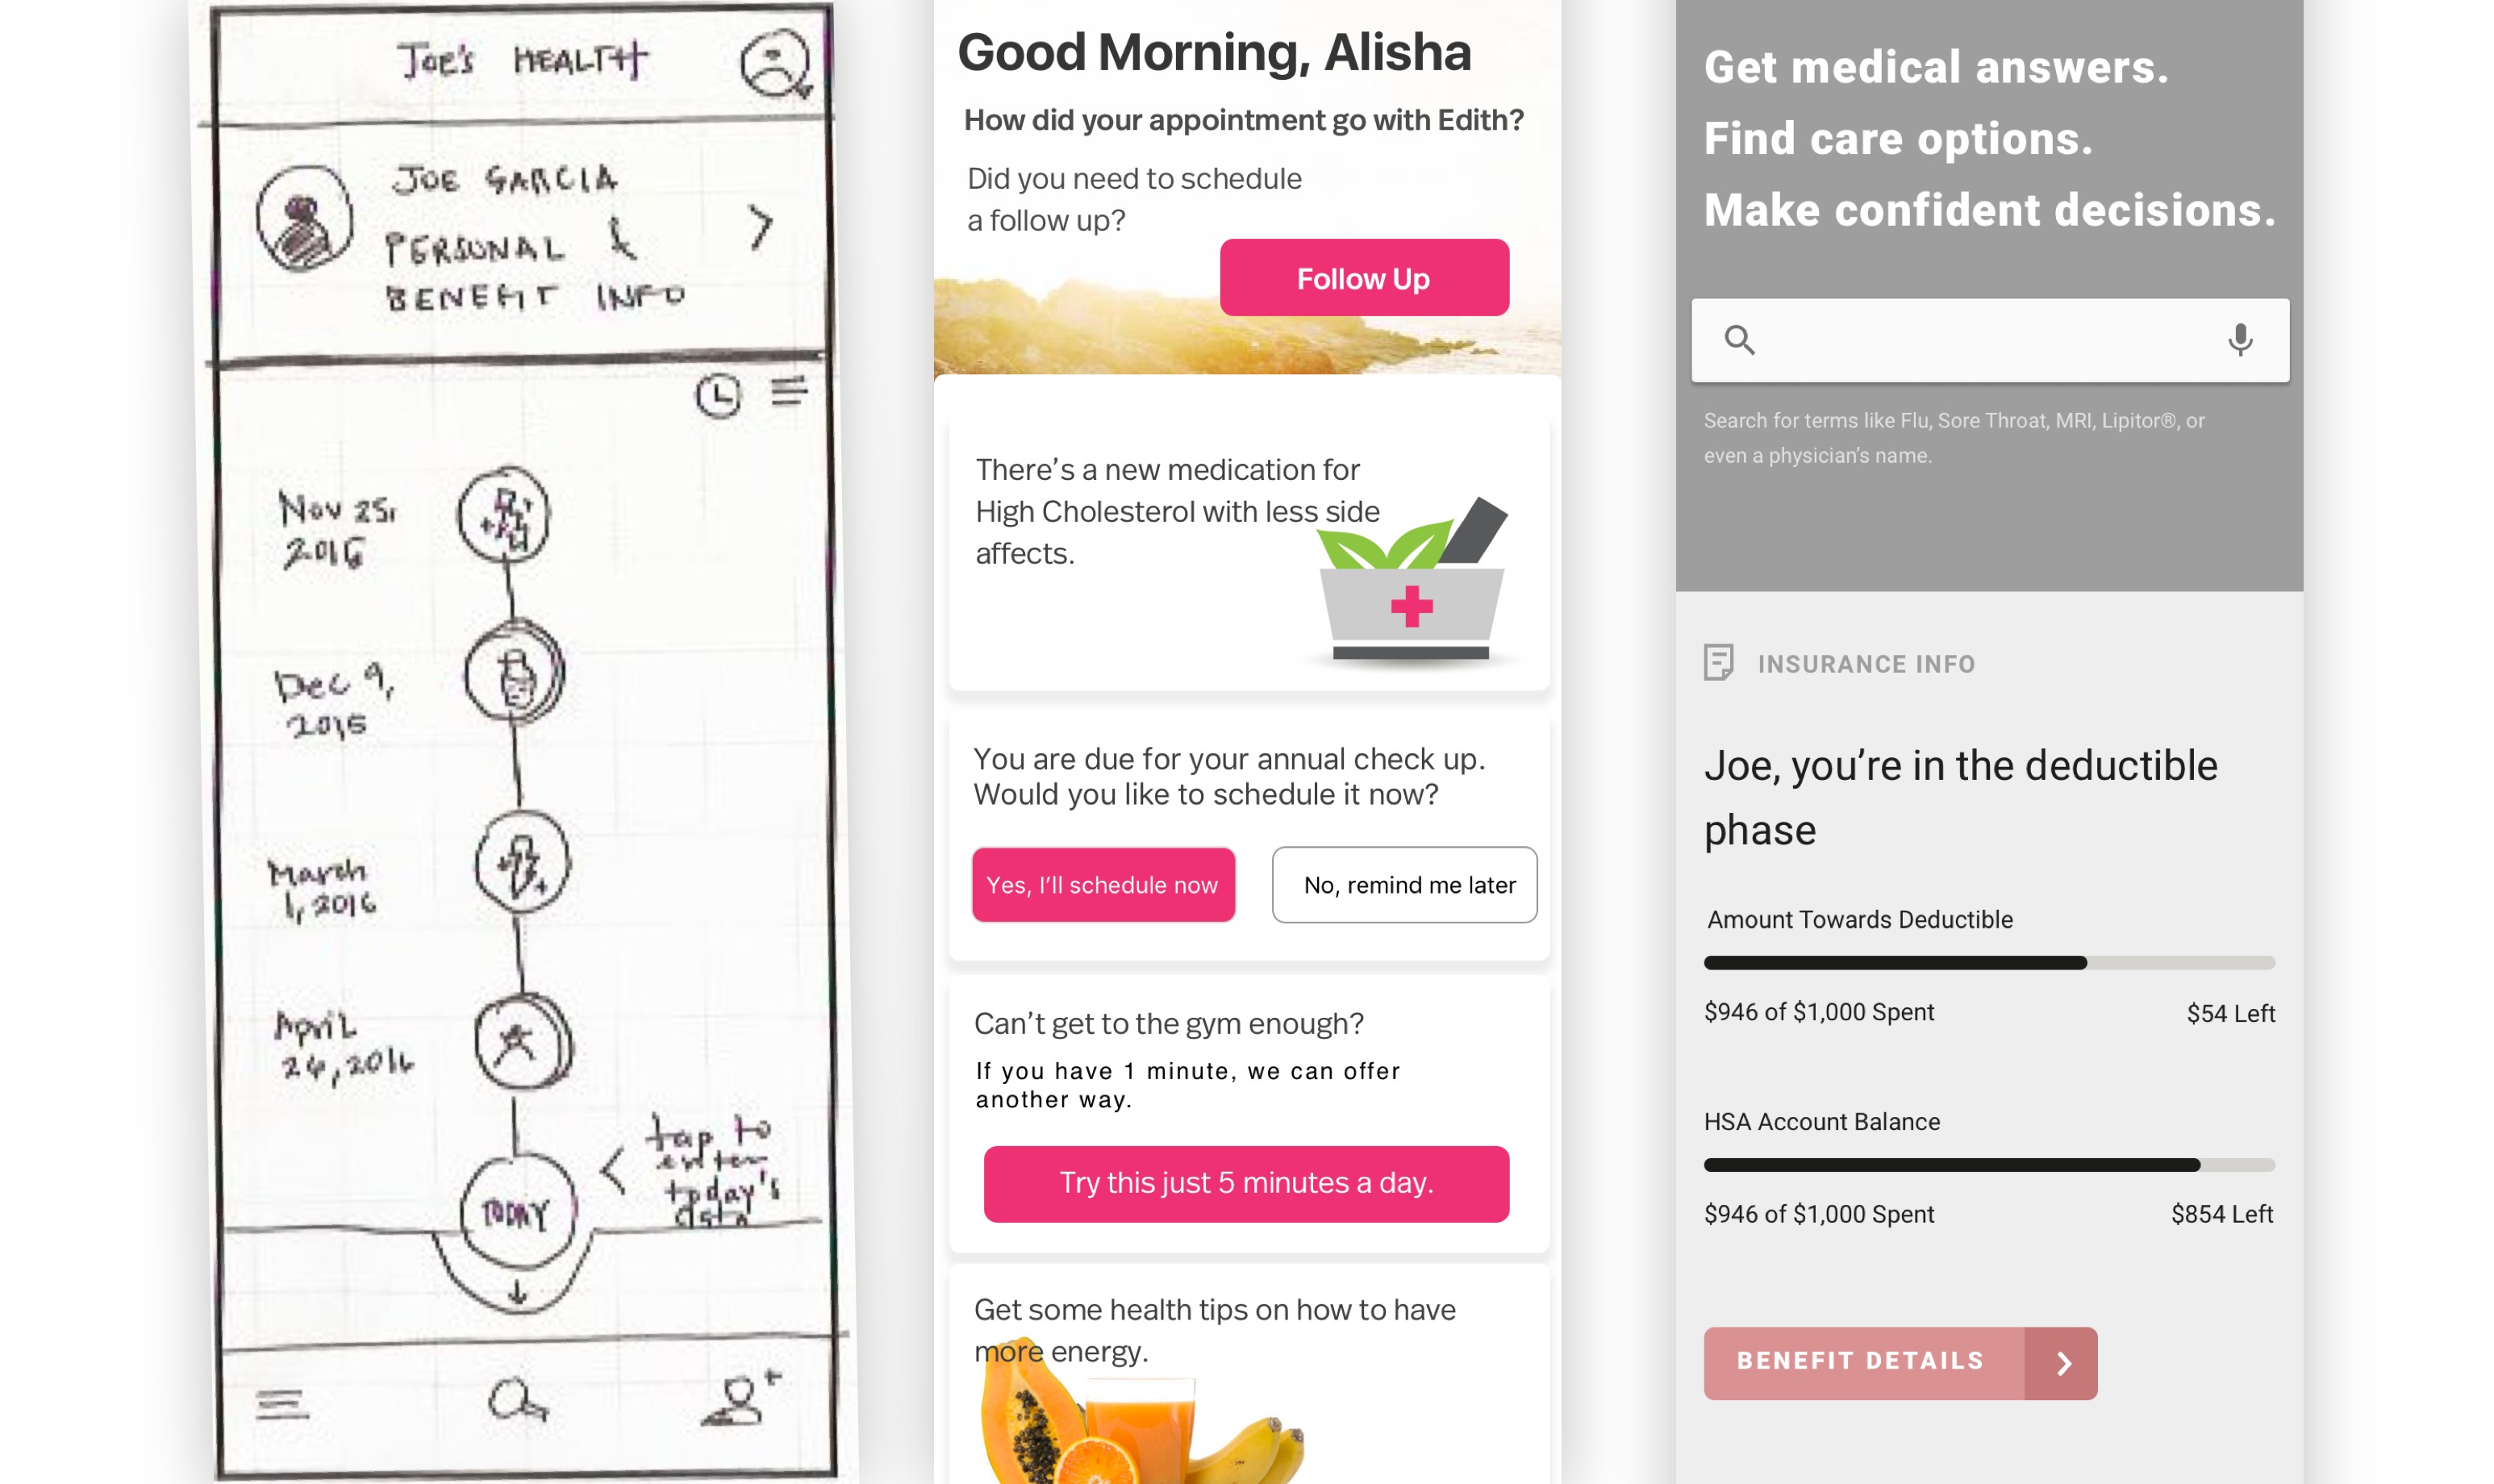 JOE'S HEALTH
JOE GARCIA
PERSONAL &
BENEFIT INFO
Nov 25,
2016
Dec 9,
2015
March
1, 2016
April
26, 2016
TODAY
< tap to
enter
today's
data
Good Morning, Alisha
How did your appointment go with Edith?
Did you need to schedule
a follow up?
Follow Up
There’s a new medication for
High Cholesterol with less side
affects.
You are due for your annual check up.
Would you like to schedule it now?
Yes, I’ll schedule now
No, remind me later
Can’t get to the gym enough?
If you have 1 minute, we can offer
another way.
Try this just 5 minutes a day.
Get some health tips on how to have
more energy.
Get medical answers.
Find care options.
Make confident decisions.
Search for terms like Flu, Sore Throat, MRI, Lipitor®, or
even a physician’s name.
INSURANCE INFO
Joe, you’re in the deductible
phase
Amount Towards Deductible
$946 of $1,000 Spent
$54 Left
HSA Account Balance
$946 of $1,000 Spent
$854 Left
BENEFIT DETAILS